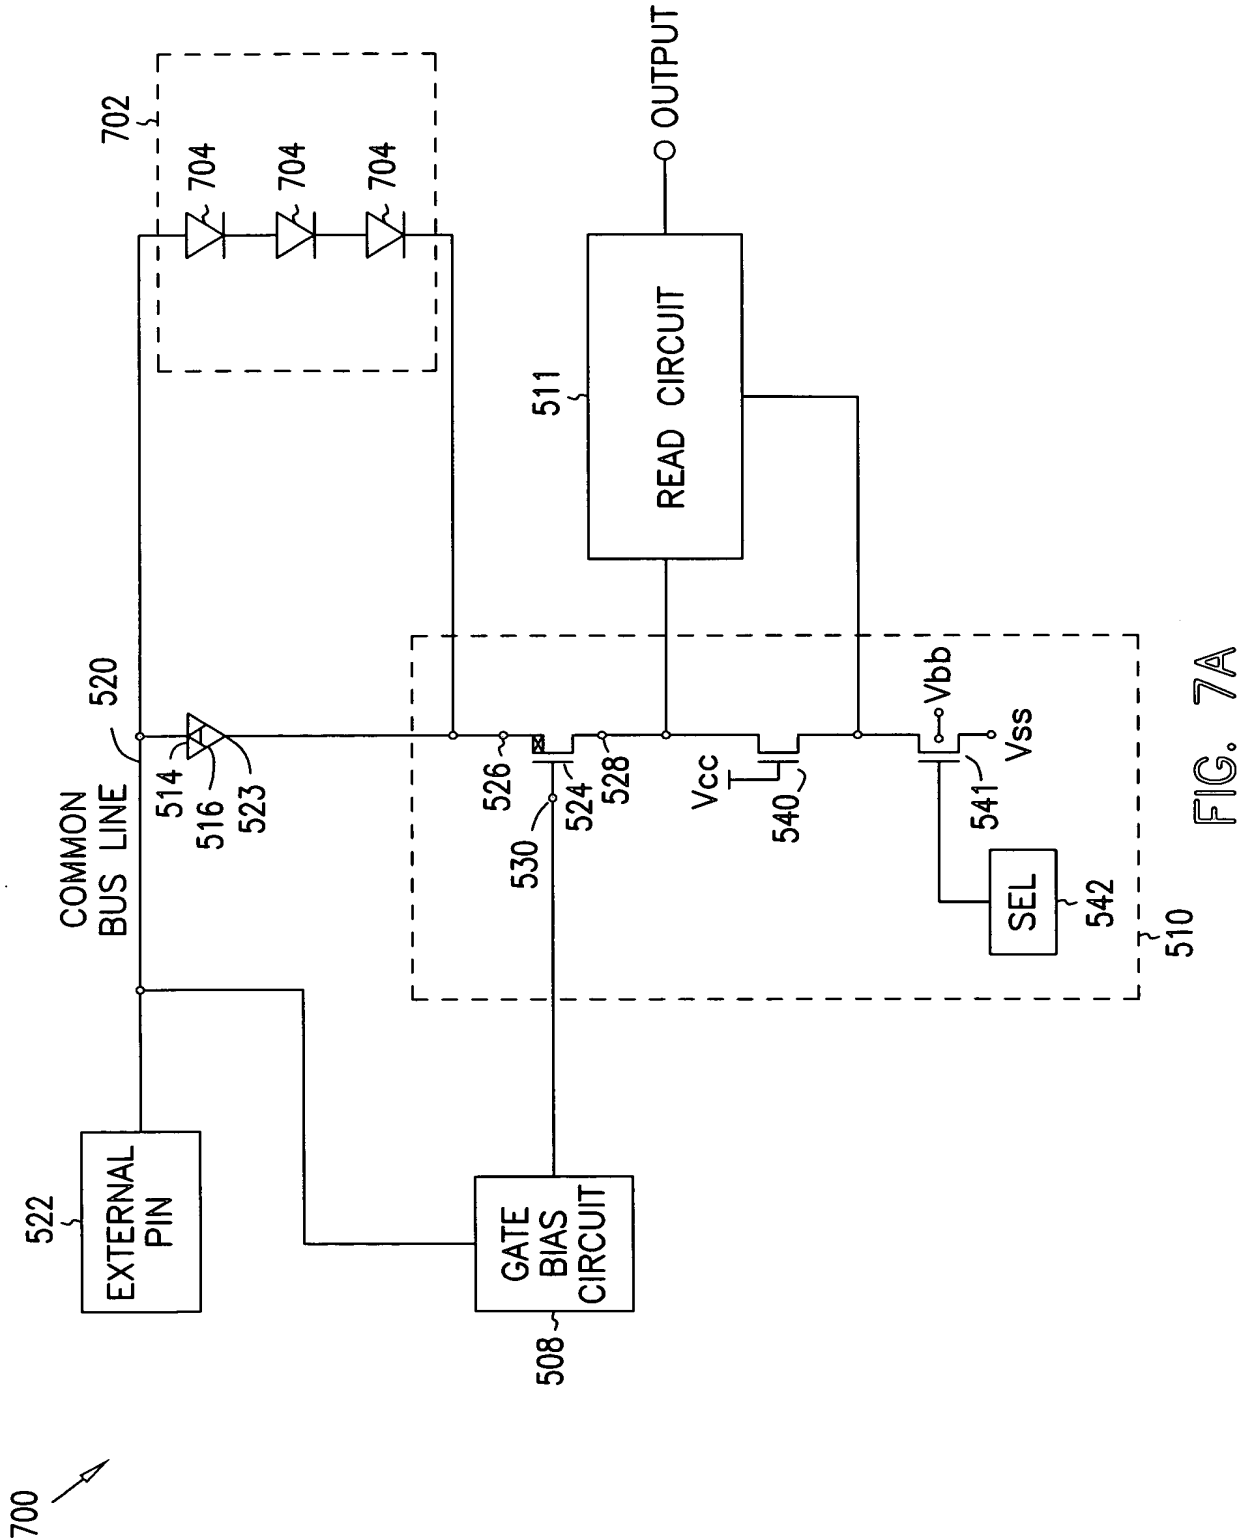 700
522
EXTERNAL
PIN
COMMON
BUS LINE
520
514
516
523
702
704
704
704
508
GATE
BIAS
CIRCUIT
530
526
524
528
511
READ CIRCUIT
OUTPUT
Vcc
540
SEL
542
541
Vbb
Vss
510
FIG. 7A